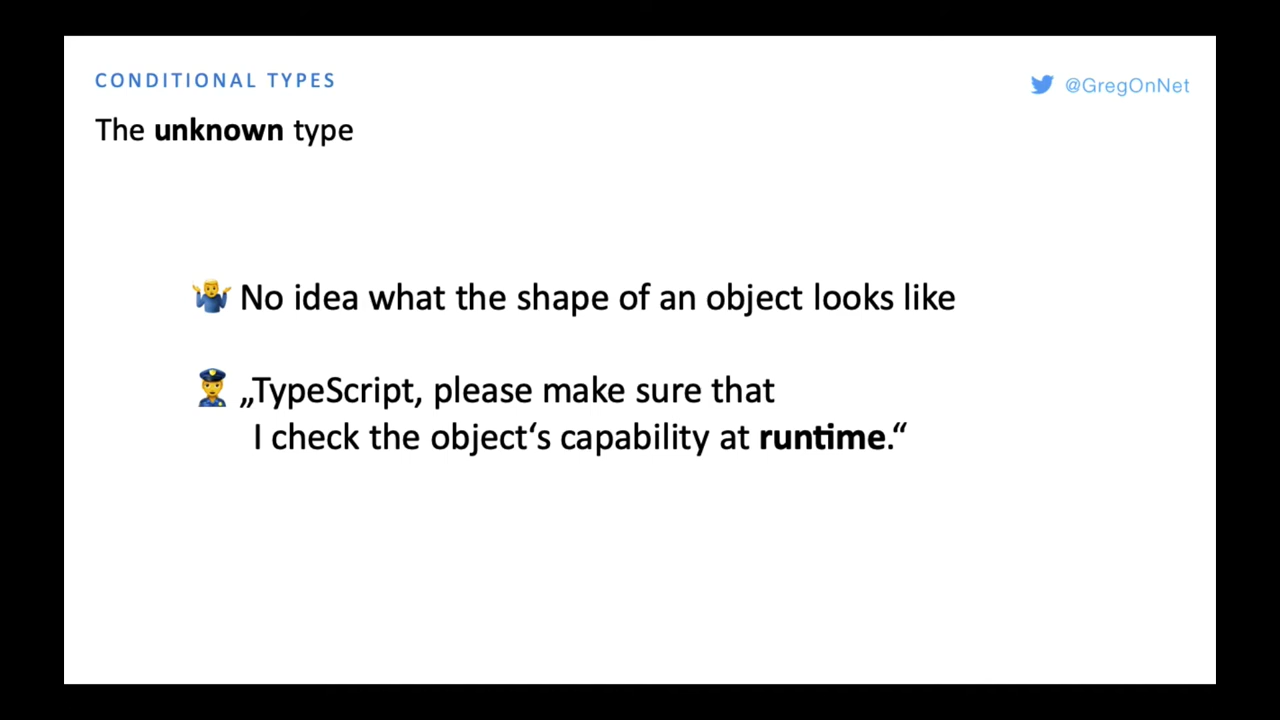 CONDITIONAL TYPES
@GregOnNet
The unknown type
🤷‍♂️ No idea what the shape of an object looks like
👮 „TypeScript, please make sure that
I check the object‘s capability at runtime.“